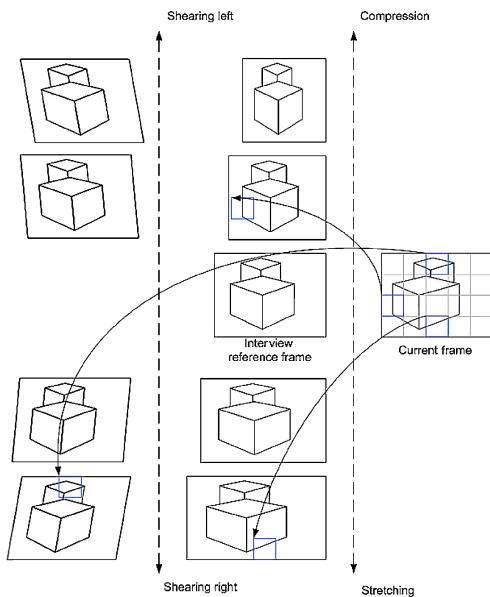 Shearing left
Compression
Interview
reference frame
Current frame
Shearing right
Stretching